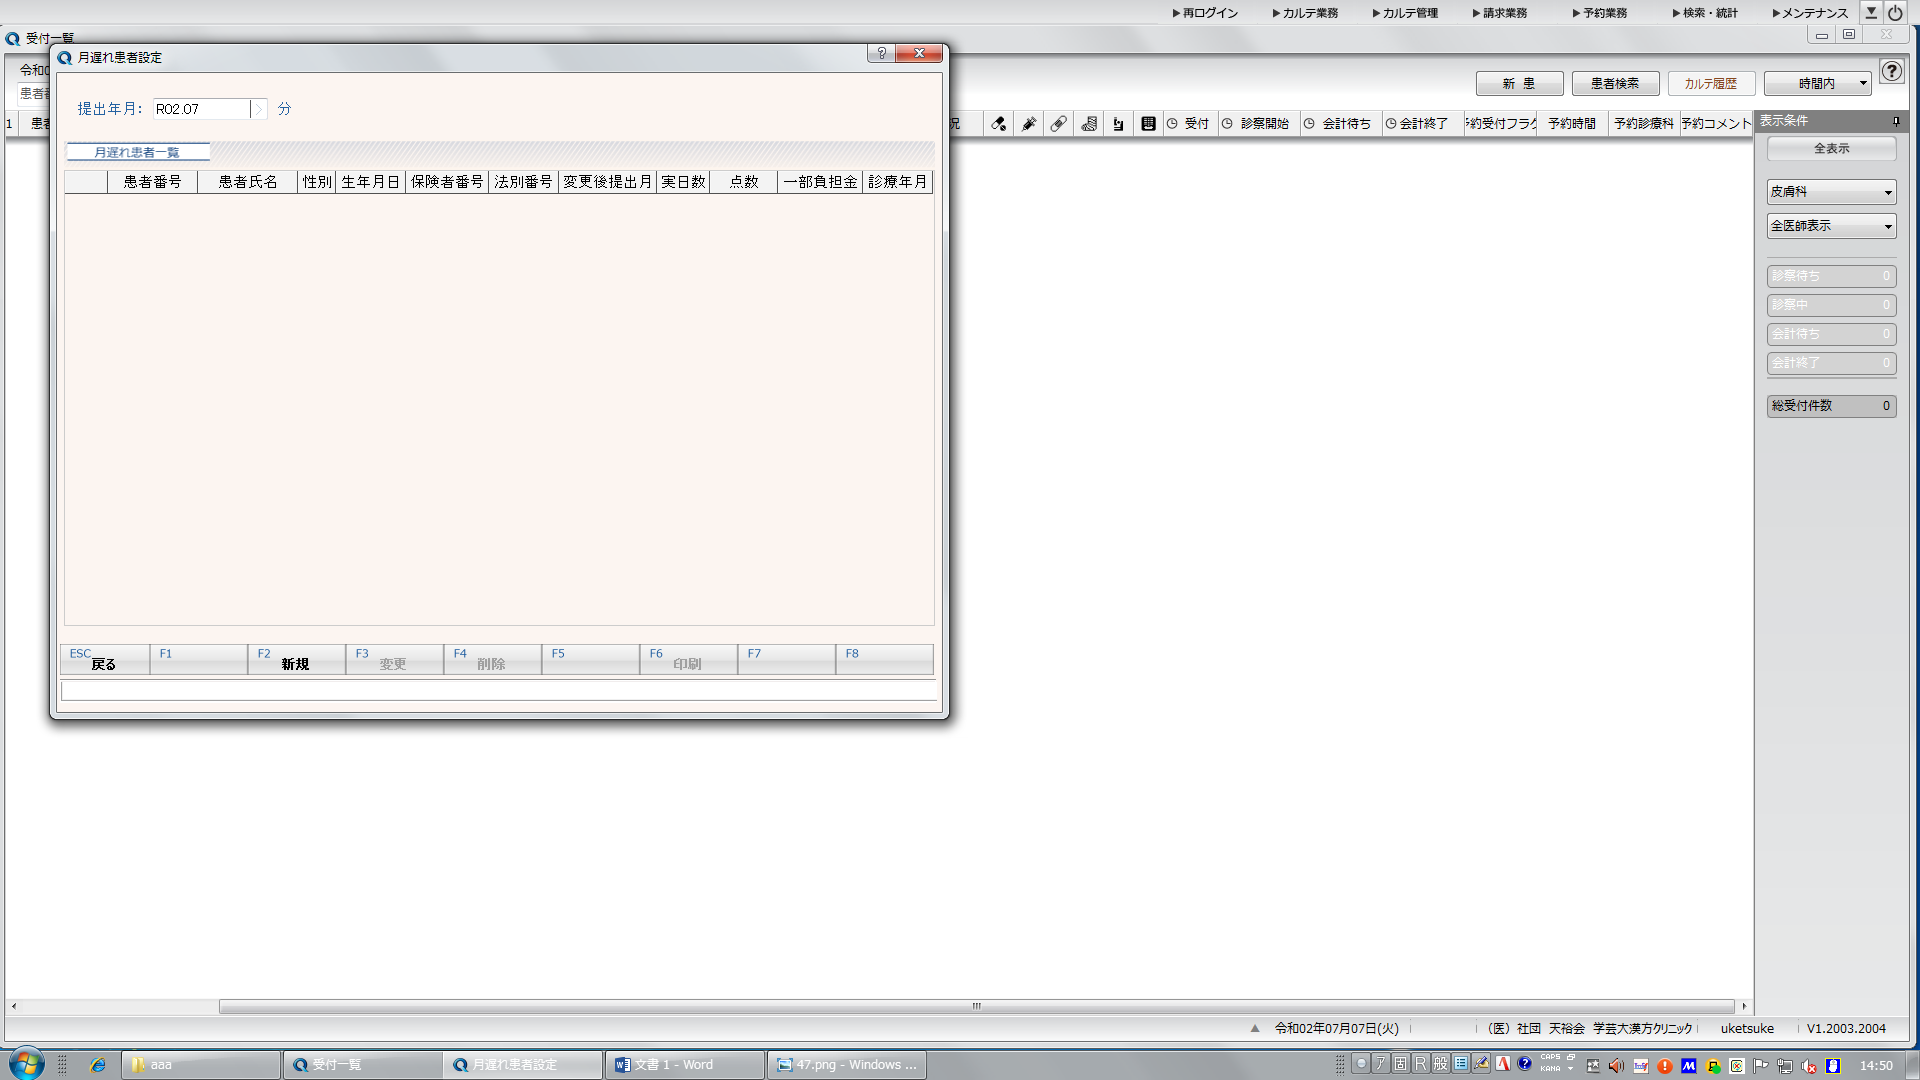 ▶再ログイン ▶カルテ業務 ▶カルテ管理 ▶請求業務 ▶予約業務 ▶検索・統計 ▶メンテナンス
受付一覧
月遅れ患者設定
令和0
新 患 患者検索 カルテ履歴 時間内
患者番
提出年月: R02.07 分
1 患者 況 受付 診察開始 会計待ち 会計終了 予約受付フラグ 予約時間 予約診療科 予約コメント
表示条件
全表示
月遅れ患者一覧
患者番号 患者氏名 性別 生年月日 保険者番号 法別番号 変更後提出月 実日数 点数 一部負担金 診療年月
皮膚科
全医師表示
診察待ち 0
診察中 0
会計待ち 0
会計終了 0
総受付件数 0
ESC 戻る F1 F2 新規 F3 変更 F4 削除 F5 F6 印刷 F7 F8
令和02年07月07日(火) (医)社団 天裕会 学芸大漢方クリニック uketsuke V1.2003.2004
aaa 受付一覧 月遅れ患者設定 文書 1 - Word 47.png - Windows ... ア 固 R 般 CAPS KANA 14:50